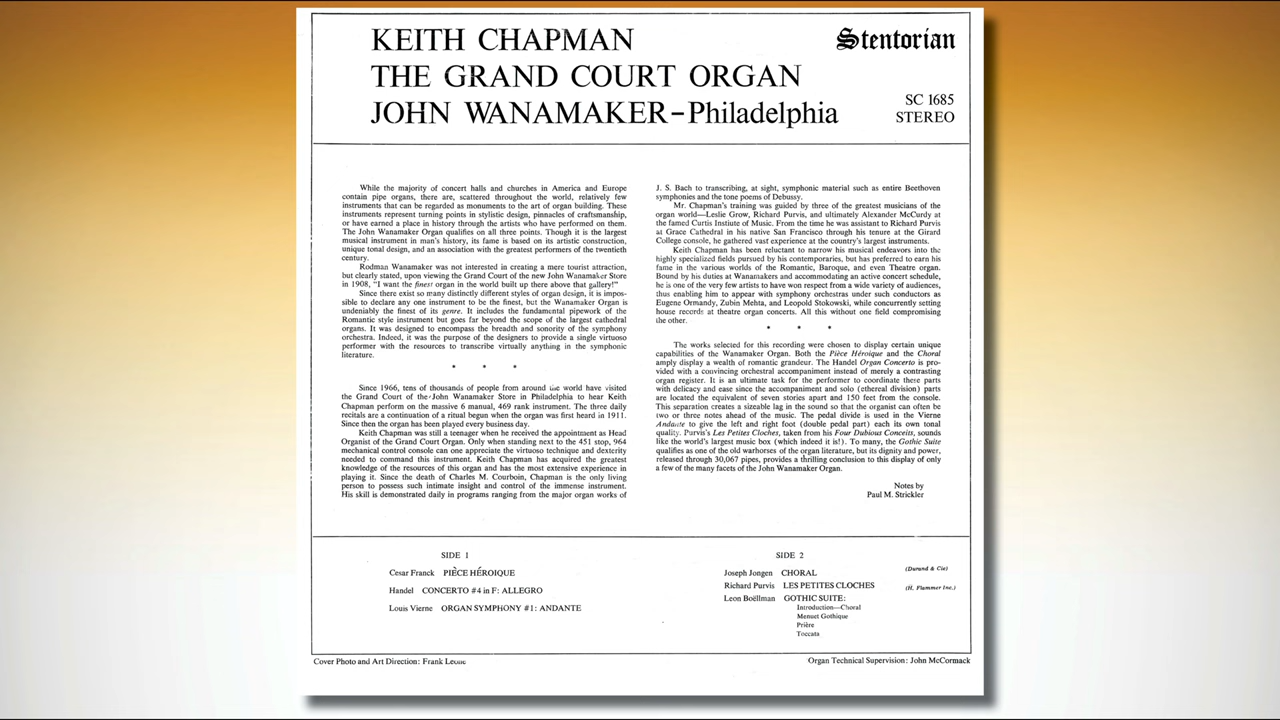 KEITH CHAPMAN
THE GRAND COURT ORGAN
JOHN WANAMAKER–Philadelphia
Stentorian
SC 1685
STEREO
While the majority of concert halls and churches in America and Europe
contain pipe organs, there are, scattered throughout the world, relatively few
instruments that can be regarded as monuments to the art of organ building. These
instruments represent turning points in stylistic design, pinnacles of craftsmanship,
or have earned a place in history through the artists who have performed on them.
The John Wanamaker Organ qualifies on all three points. Though it is the largest
musical instrument in man's history, its fame is based on its artistic construction,
unique tonal design, and an association with the greatest performers of the twentieth
century.
Rodman Wanamaker was not interested in creating a mere tourist attraction,
but clearly stated, upon viewing the Grand Court of the new John Wanamaker Store
in 1908, "I want the finest organ in the world built up there above that gallery!"
Since there exist so many distinctly different styles of organ design, it is impos-
sible to declare any one instrument to be the finest, but the Wanamaker Organ is
undeniably the finest of its genre. It includes the fundamental pipework of the
Romantic style instrument but goes far beyond the scope of the largest cathedral
organs. It was designed to encompass the breadth and sonority of the symphony
orchestra. Indeed, it was the purpose of the designers to provide a single virtuoso
performer with the resources to transcribe virtually anything in the symphonic
literature.
* * *
Since 1966, tens of thousands of people from around the world have visited
the Grand Court of the John Wanamaker Store in Philadelphia to hear Keith
Chapman perform on the massive 6 manual, 469 rank instrument. The three daily
recitals are a continuation of a ritual begun when the organ was first heard in 1911.
Since then the organ has been played every business day.
Keith Chapman was still a teenager when he received the appointment as Head
Organist of the Grand Court Organ. Only when standing next to the 451 stop, 964
mechanical control console can one appreciate the virtuoso technique and dexterity
needed to command this instrument. Keith Chapman has acquired the greatest
knowledge of the resources of this organ and has the most extensive experience in
playing it. Since the death of Charles M. Courboin, Chapman is the only living
person to possess such intimate insight and control of the immense instrument.
His skill is demonstrated daily in programs ranging from the major organ works of
J. S. Bach to transcribing, at sight, symphonic material such as entire Beethoven
symphonies and the tone poems of Debussy.
Mr. Chapman's training was guided by three of the greatest musicians of the
organ world—Leslie Grow, Richard Purvis, and ultimately Alexander McCurdy at
the famed Curtis Instiute of Music. From the time he was assistant to Richard Purvis
at Grace Cathedral in his native San Francisco through his tenure at the Girard
College console, he gathered vast experience at the country's largest instruments.
Keith Chapman has been reluctant to narrow his musical endeavors into the
highly specialized fields pursued by his contemporaries, but has preferred to earn his
fame in the various worlds of the Romantic, Baroque, and even Theatre organ.
Bound by his duties at Wanamakers and accommodating an active concert schedule,
he is one of the very few artists to have won respect from a wide variety of audiences,
thus enabling him to appear with symphony orchestras under such conductors as
Eugene Ormandy, Zubin Mehta, and Leopold Stokowski, while concurrently setting
house records at theatre organ concerts. All this without one field compromising
the other.
* * *
The works selected for this recording were chosen to display certain unique
capabilities of the Wanamaker Organ. Both the Pièce Héroique and the Choral
amply display a wealth of romantic grandeur. The Handel Organ Concerto is pro-
vided with a convincing orchestral accompaniment instead of merely a contrasting
organ register. It is an ultimate task for the performer to coordinate these parts
with delicacy and ease since the accompaniment and solo (ethereal division) parts
are located the equivalent of seven stories apart and 150 feet from the console.
This separation creates a sizeable lag in the sound so that the organist can often be
two or three notes ahead of the music. The pedal divide is used in the Vierne
Andante to give the left and right foot (double pedal part) each its own tonal
quality. Purvis's Les Petites Cloches, taken from his Four Dubious Conceits, sounds
like the world's largest music box (which indeed it is!). To many, the Gothic Suite
qualifies as one of the old warhorses of the organ literature, but its dignity and power,
released through 30,067 pipes, provides a thrilling conclusion to this display of only
a few of the many facets of the John Wanamaker Organ.
Notes by
Paul M. Strickler
SIDE 1
Cesar Franck PIÈCE HÉROIQUE
Handel CONCERTO #4 in F: ALLEGRO
Louis Vierne ORGAN SYMPHONY #1: ANDANTE
SIDE 2
Joseph Jongen CHORAL (Durand & Cie)
Richard Purvis LES PETITES CLOCHES (H. Flammer Inc.)
Leon Boëllman GOTHIC SUITE:
Introduction—Choral
Menuet Gothique
Prière
Toccata
Cover Photo and Art Direction: Frank Leone
Organ Technical Supervision: John McCormack